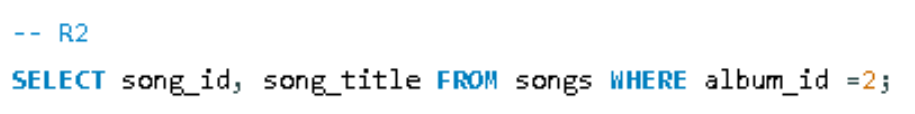 -- R2
SELECT song_id, song_title FROM songs WHERE album_id =2;